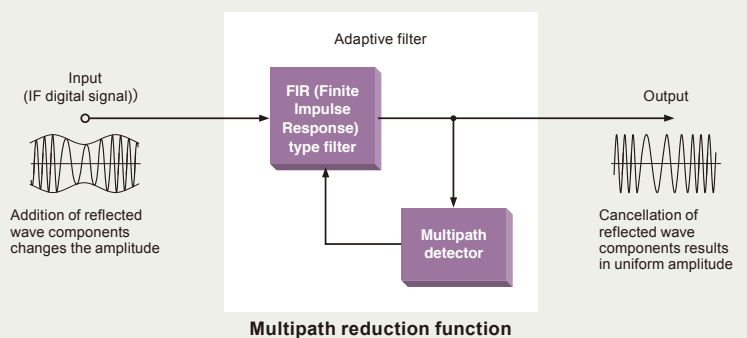 Adaptive filter
Input
(IF digital signal))
FIR (Finite
Impulse
Response)
type filter
Output
Addition of reflected
wave components
changes the amplitude
Multipath
detector
Cancellation of
reflected wave
components results
in uniform amplitude
Multipath reduction function